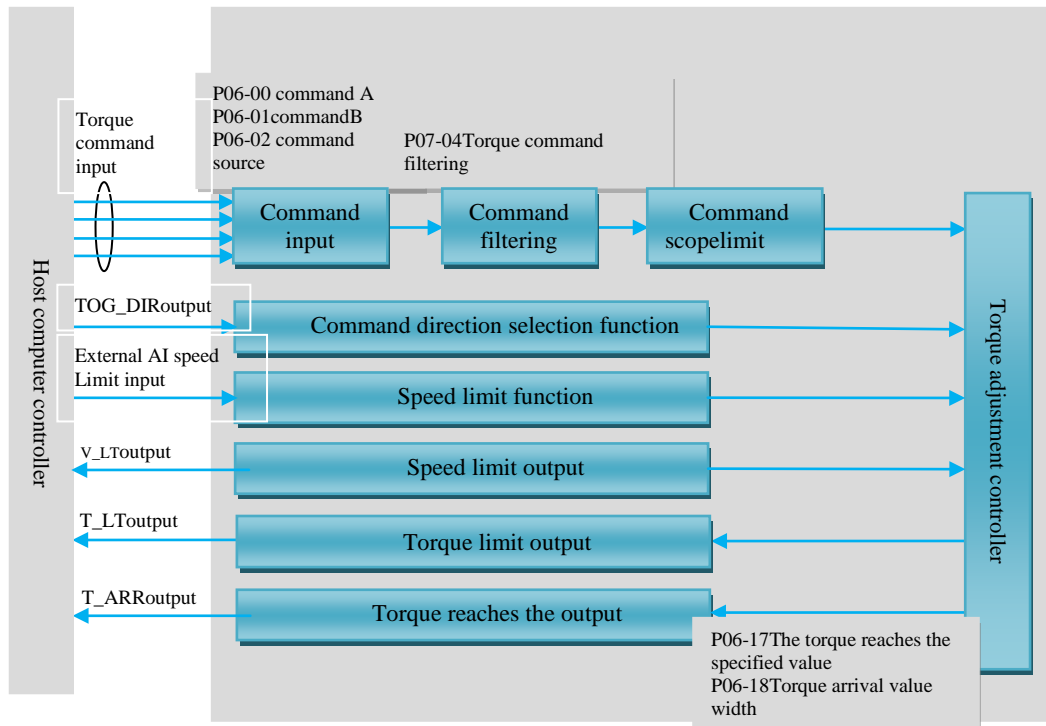 P06-00 command A
P06-01commandB
P06-02 command
source
Torque
command
input
P07-04Torque command
filtering
Command
input
Command
filtering
Command
scopelimit
Host computer controller
TOG_DIRoutput
Command direction selection function
External AI speed
Limit input
Speed limit function
V_LToutput
Speed limit output
T_LToutput
Torque limit output
T_ARRoutput
Torque reaches the output
Torque adjustment controller
P06-17The torque reaches the
specified value
P06-18Torque arrival value
width